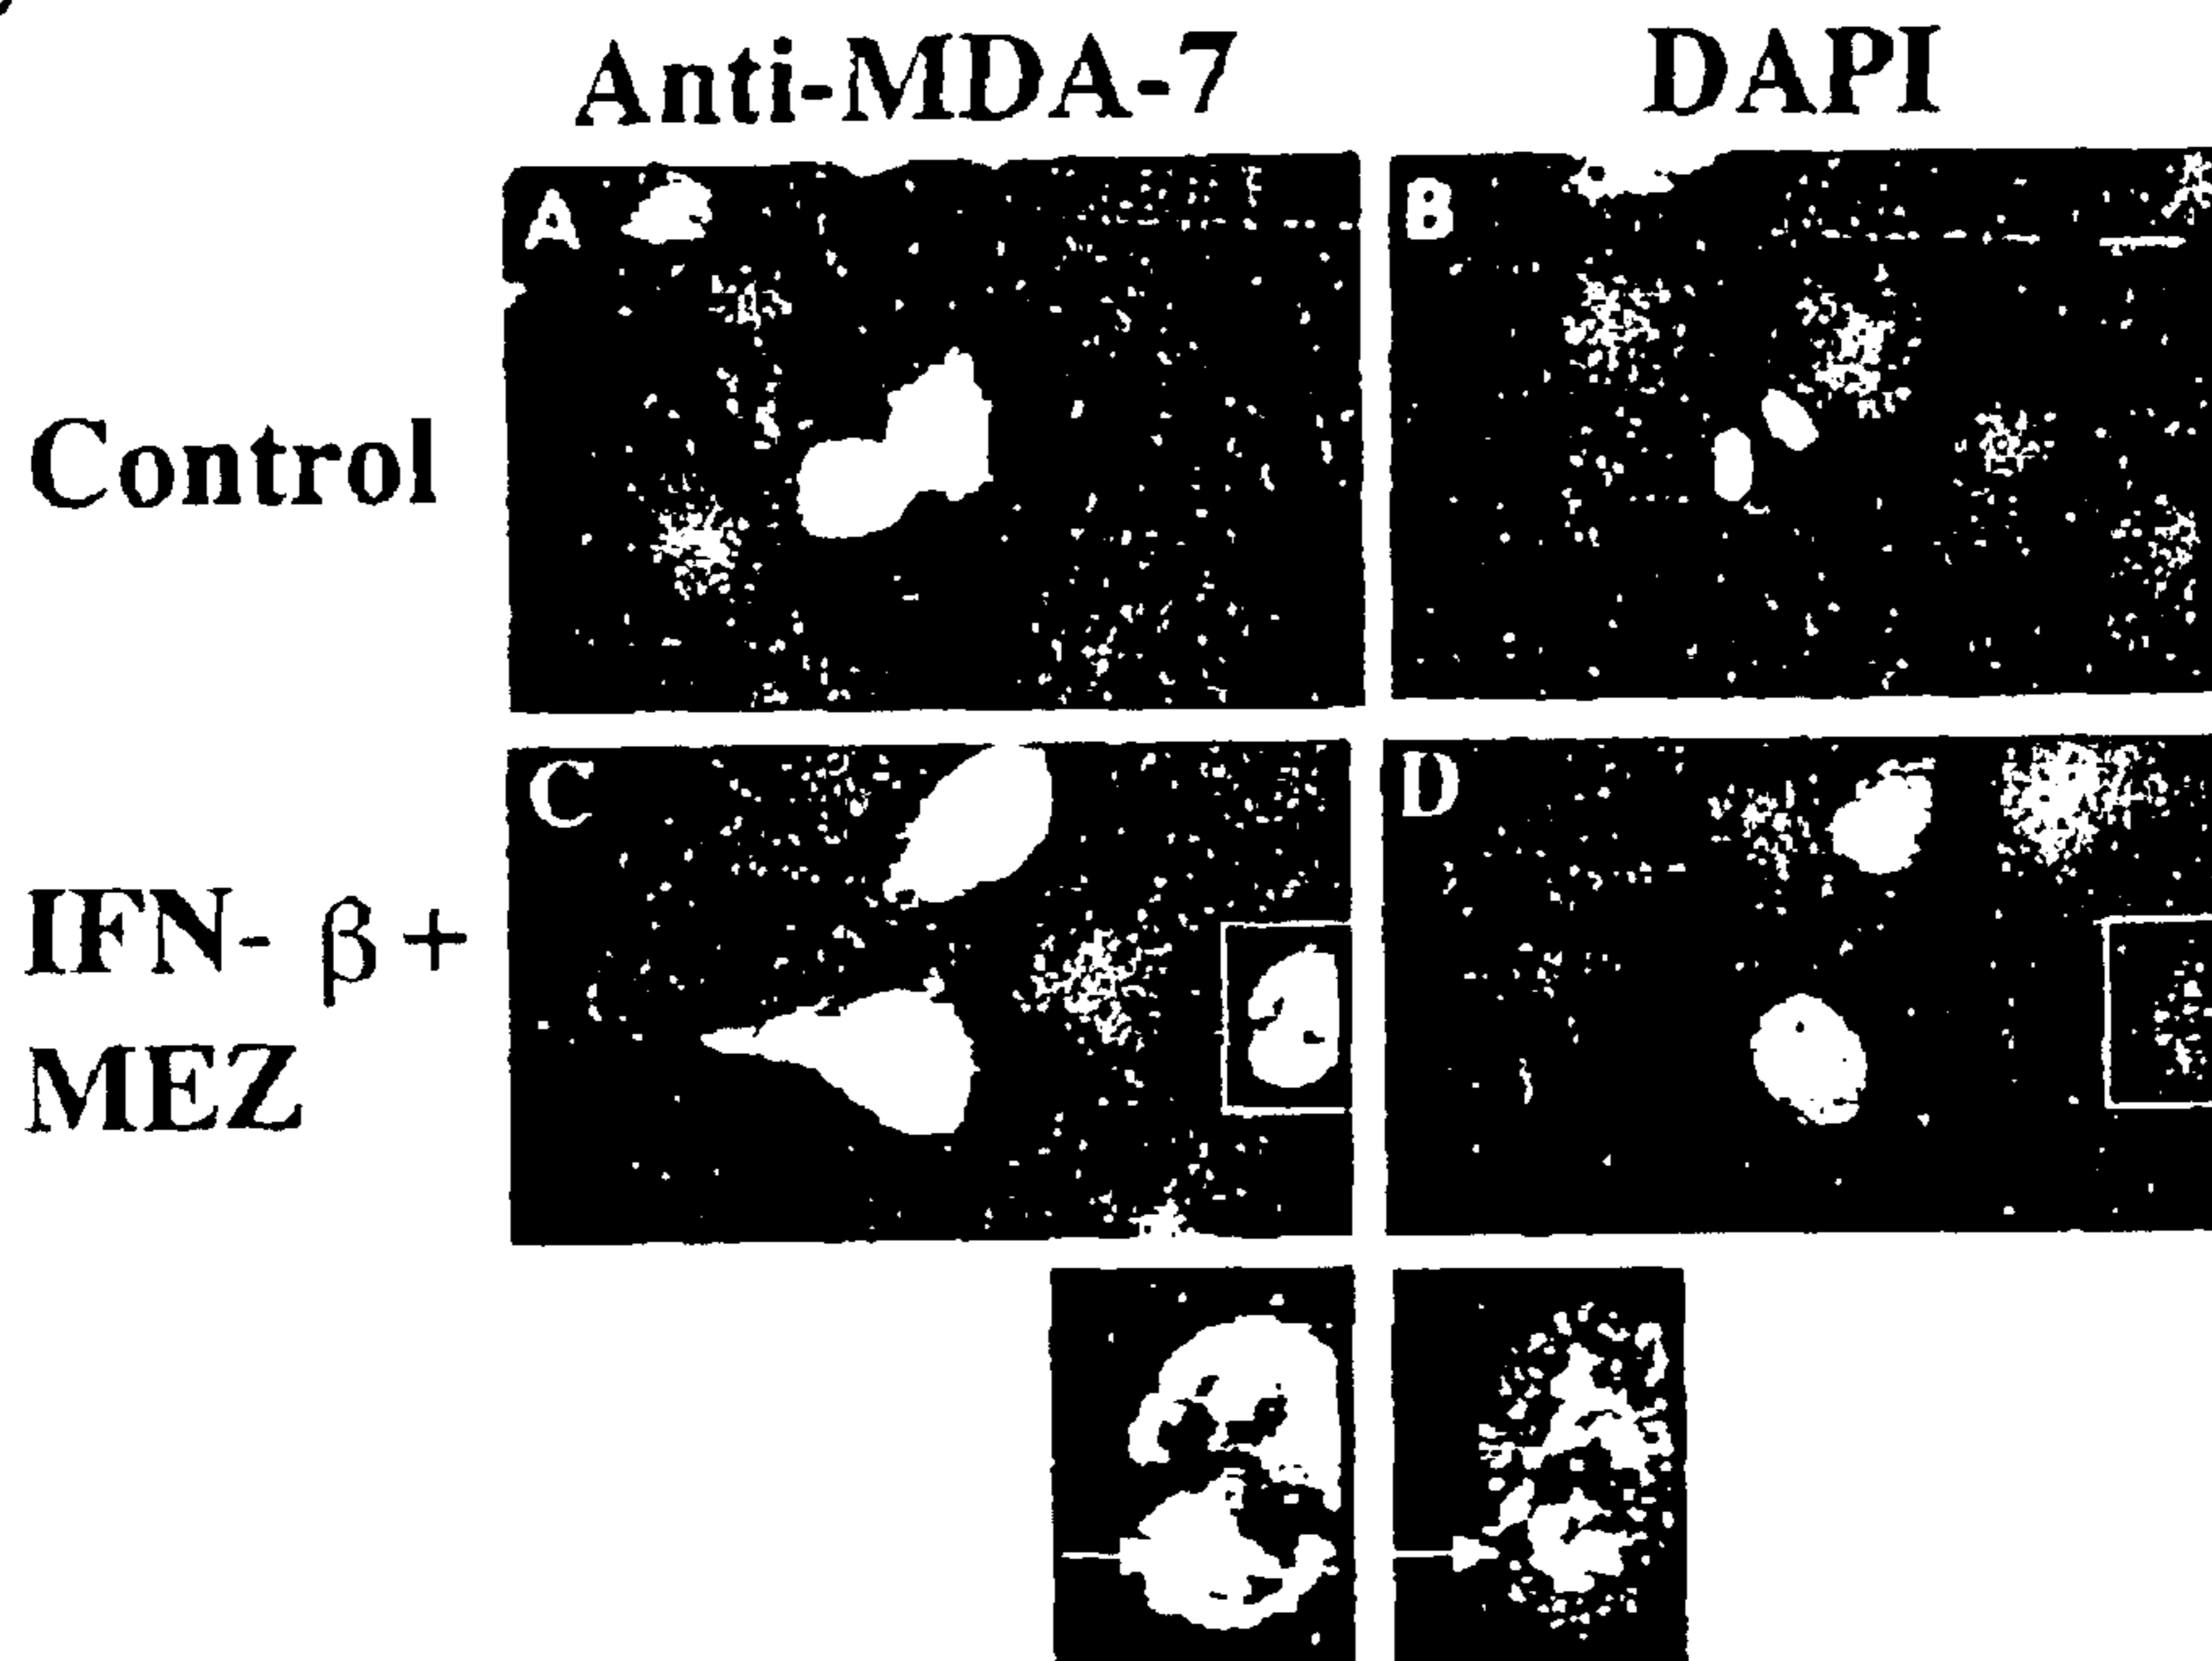 Anti-MDA-7 DAPI
A B
Control
C D
IFN- β +
MEZ